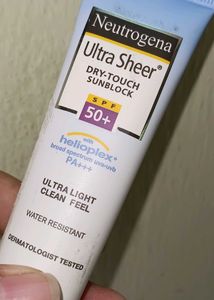 Neutrogena
Ultra Sheer®
DRY-TOUCH
SUNBLOCK
SPF
50+
with
helioplex®
broad spectrum uva-uvb
PA+++
ULTRA LIGHT
CLEAN FEEL
WATER RESISTANT
DERMATOLOGIST TESTED